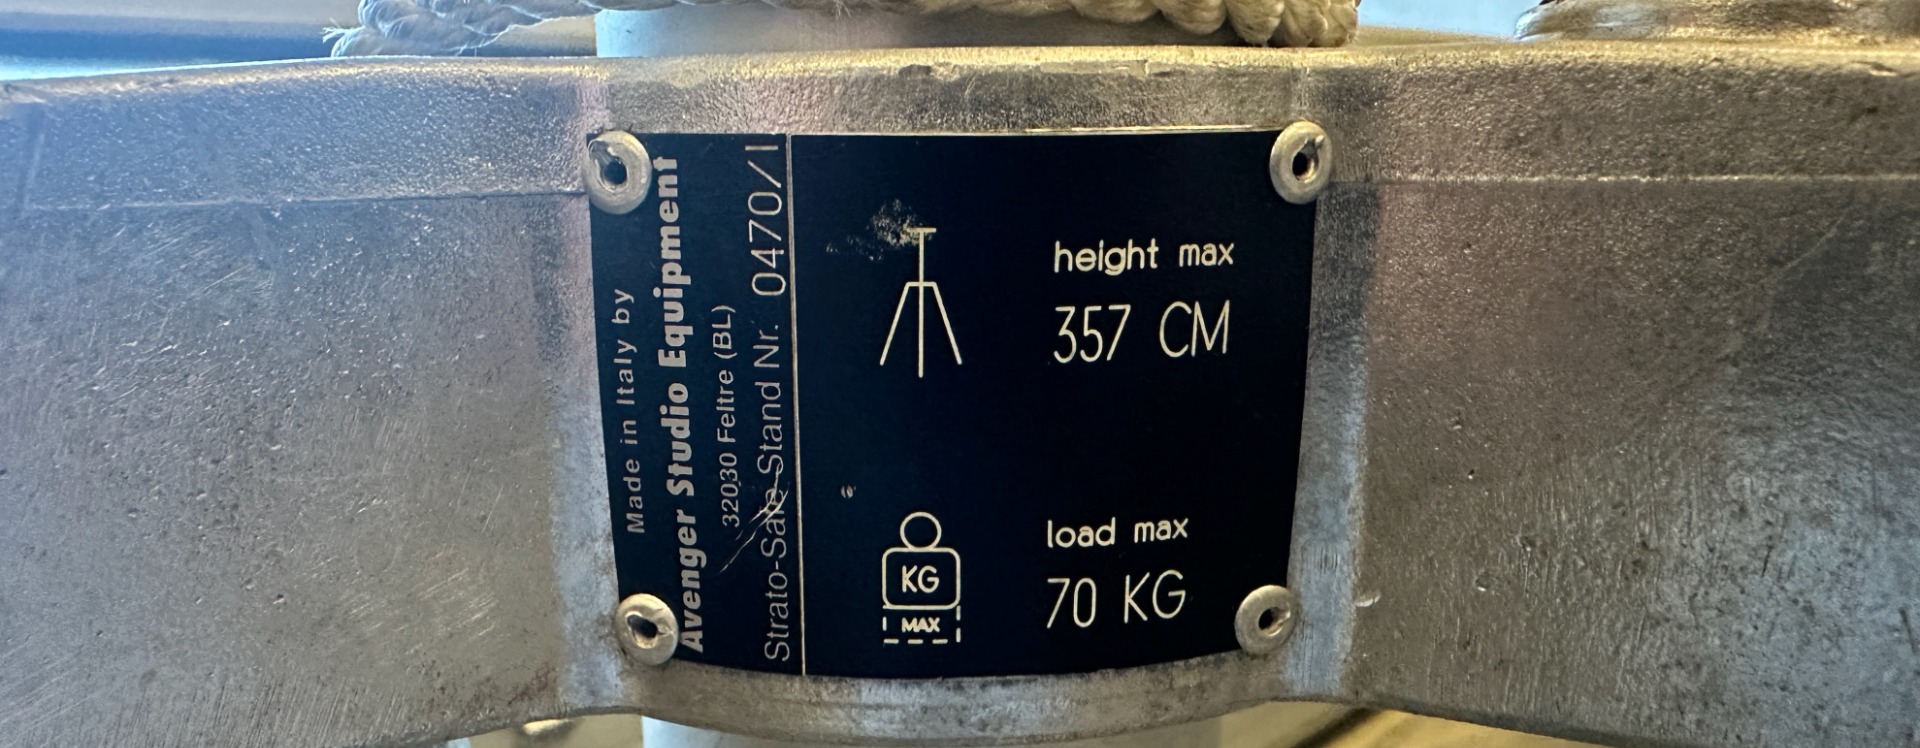 Made in Italy by
Avenger Studio Equipment
32030 Feltre (BL)
Strato-Safe Stand Nr. 0470/I
height max
357 CM
KG
MAX
load max
70 KG